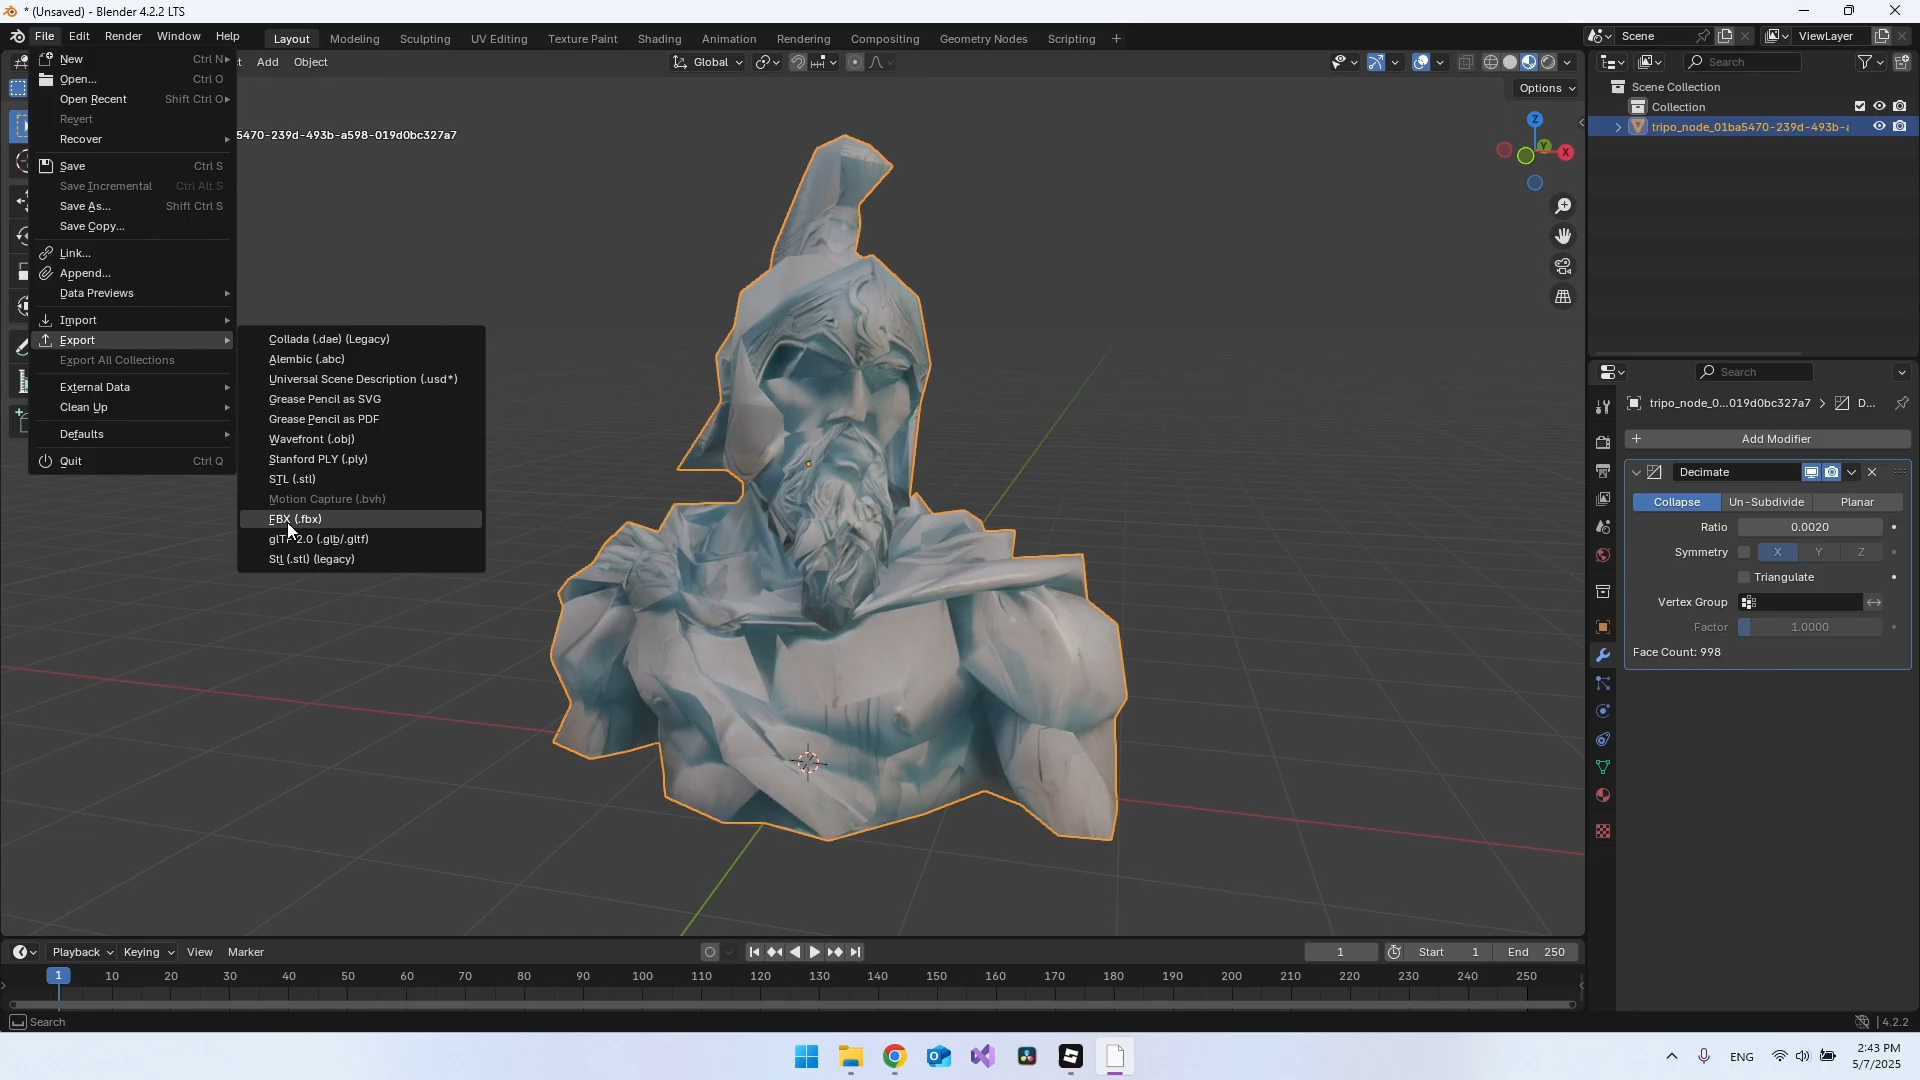 * (Unsaved) - Blender 4.2.2 LTS
File Edit Render Window Help Layout Modeling Sculpting UV Editing Texture Paint Shading Animation Rendering Compositing Geometry Nodes Scripting + Scene ViewLayer
New Ctrl N
Open... Ctrl O
Open Recent Shift Ctrl O
Revert
Recover
Save Ctrl S
Save Incremental Ctrl Alt S
Save As... Shift Ctrl S
Save Copy...
Link...
Append...
Data Previews
Import
Export
Export All Collections
External Data
Clean Up
Defaults
Quit Ctrl Q
Collada (.dae) (Legacy)
Alembic (.abc)
Universal Scene Description (.usd*)
Grease Pencil as SVG
Grease Pencil as PDF
Wavefront (.obj)
Stanford PLY (.ply)
STL (.stl)
Motion Capture (.bvh)
FBX (.fbx)
glTF 2.0 (.glb/.gltf)
Stl (.stl) (legacy)
t Add Object Global
Options
5470-239d-493b-a598-019d0bc327a7
Z
Y
X
Search
Scene Collection
Collection
tripo_node_01ba5470-239d-493b-a
Search
tripo_node_0...019d0bc327a7 > D...
+ Add Modifier
Decimate
Collapse Un-Subdivide Planar
Ratio 0.0020
Symmetry X Y Z
Triangulate
Vertex Group
Factor 1.0000
Face Count: 998
Playback Keying View Marker 1 Start 1 End 250
1 10 20 30 40 50 60 70 80 90 100 110 120 130 140 150 160 170 180 190 200 210 220 230 240 250
Search 4.2.2
ENG 2:43 PM
5/7/2025